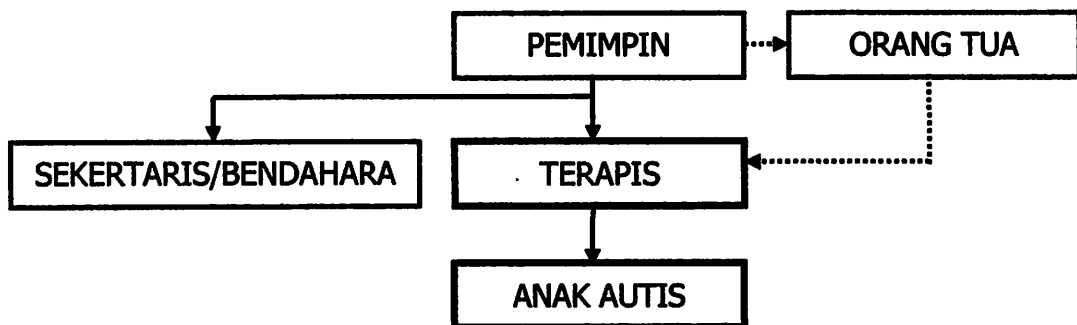 PEMIMPIN
ORANG TUA
SEKERTARIS/BENDAHARA
TERAPIS
ANAK AUTIS